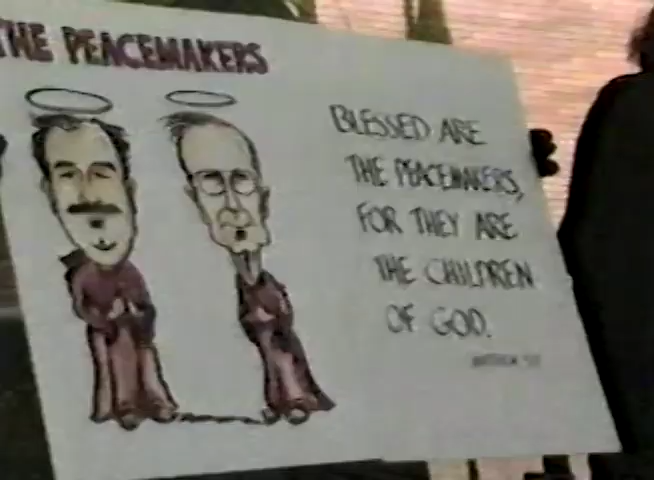 THE PEACEMAKERS
BLESSED ARE
THE PEACEMAKERS,
FOR THEY ARE
THE CHILDREN
OF GOD.